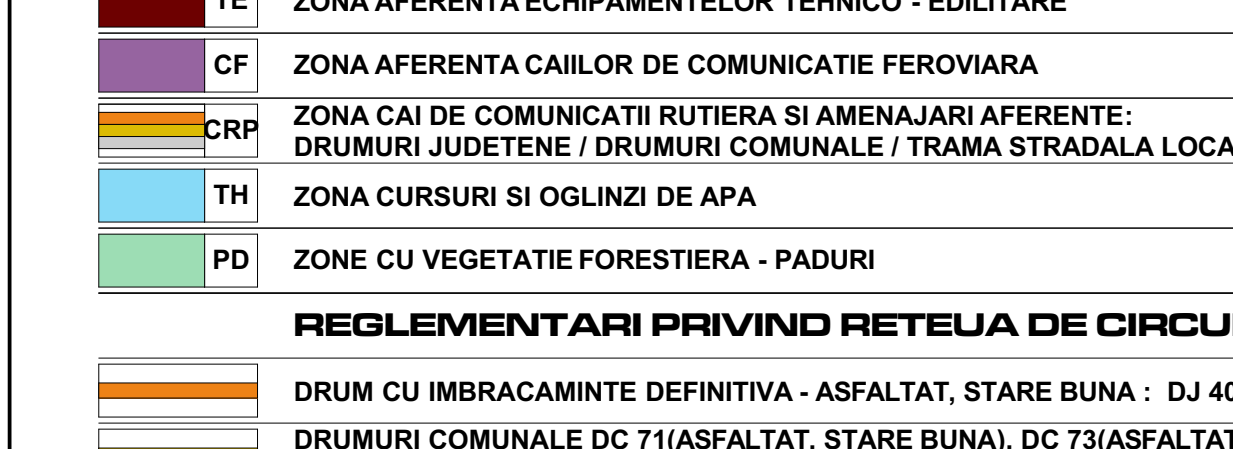 TE ZONA AFERENTA ECHIPAMENTELOR TEHNICO - EDILITARE
CF ZONA AFERENTA CAIILOR DE COMUNICATIE FEROVIARA
CRP ZONA CAI DE COMUNICATII RUTIERA SI AMENAJARI AFERENTE:
DRUMURI JUDETENE / DRUMURI COMUNALE / TRAMA STRADALA LOCA
TH ZONA CURSURI SI OGLINZI DE APA
PD ZONE CU VEGETATIE FORESTIERA - PADURI
REGLEMENTARI PRIVIND RETEUA DE CIRCU
DRUM CU IMBRACAMINTE DEFINITIVA - ASFALTAT, STARE BUNA : DJ 40
DRUMURI COMUNALE DC 71(ASFALTAT, STARE BUNA), DC 73(ASFALTAT